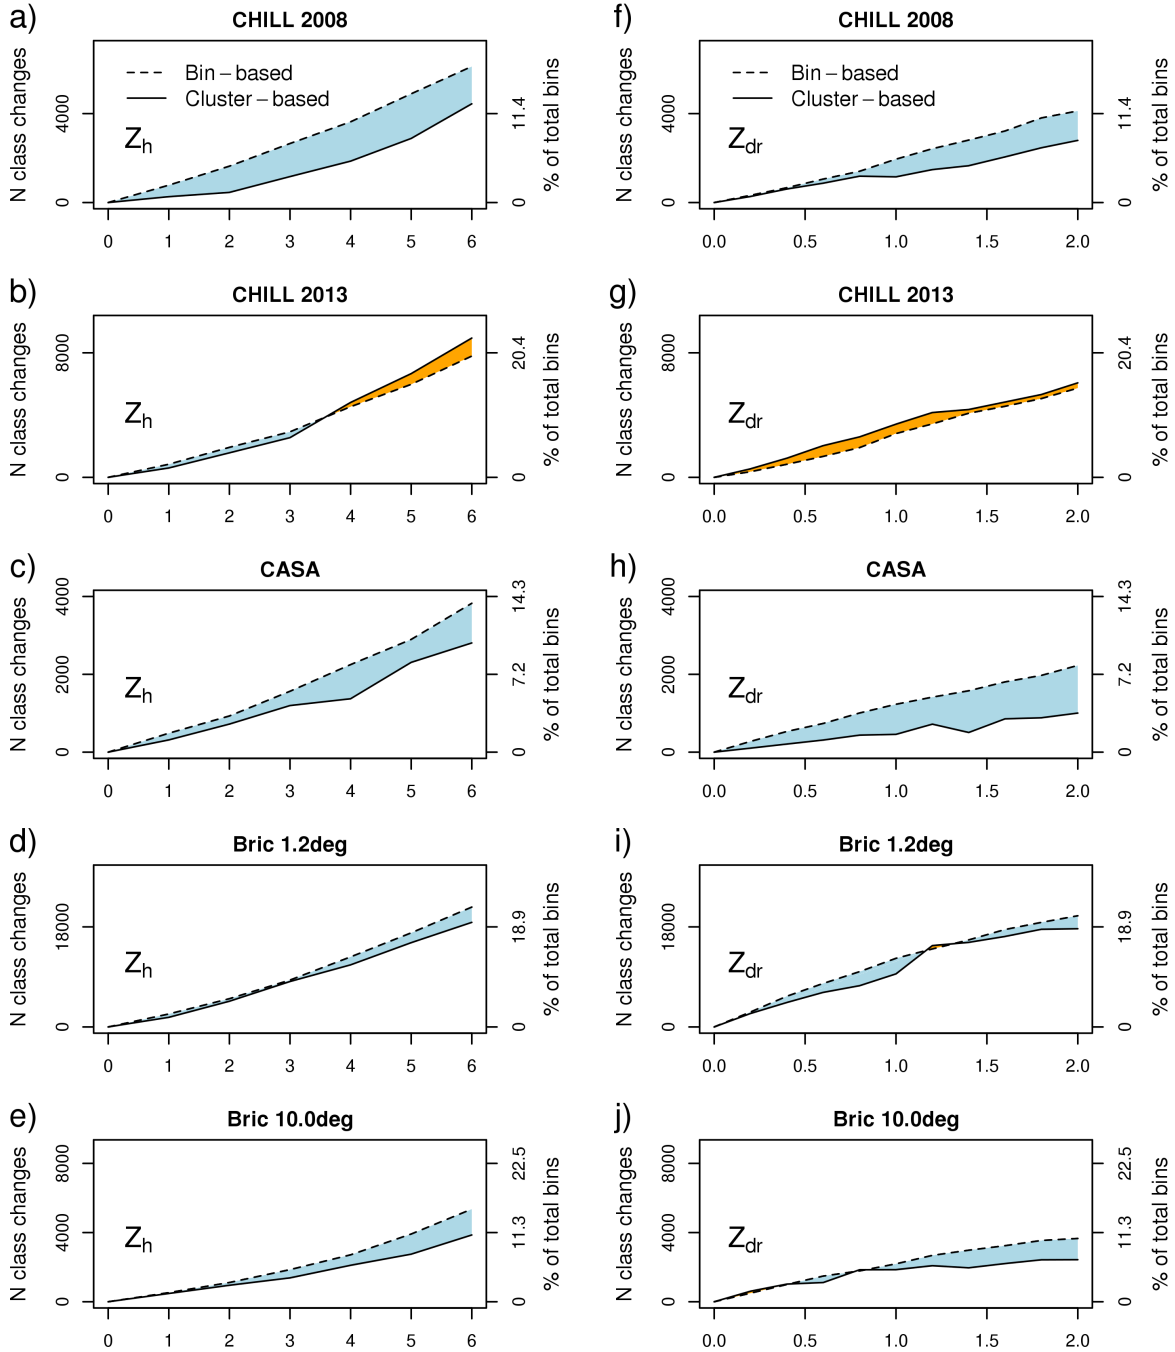 a)
CHILL 2008
N class changes
0 4000
% of total bins
0 11.4
Bin – based
Cluster – based
Zh
0 1 2 3 4 5 6
f)
CHILL 2008
N class changes
0 4000
% of total bins
0 11.4
Bin – based
Cluster – based
Zdr
0.0 0.5 1.0 1.5 2.0
b)
CHILL 2013
N class changes
0 8000
% of total bins
0 20.4
Zh
0 1 2 3 4 5 6
g)
CHILL 2013
N class changes
0 8000
% of total bins
0 20.4
Zdr
0.0 0.5 1.0 1.5 2.0
c)
CASA
N class changes
0 2000 4000
% of total bins
0 7.2 14.3
Zh
0 1 2 3 4 5 6
h)
CASA
N class changes
0 2000 4000
% of total bins
0 7.2 14.3
Zdr
0.0 0.5 1.0 1.5 2.0
d)
Bric 1.2deg
N class changes
0 18000
% of total bins
0 18.9
Zh
0 1 2 3 4 5 6
i)
Bric 1.2deg
N class changes
0 18000
% of total bins
0 18.9
Zdr
0.0 0.5 1.0 1.5 2.0
e)
Bric 10.0deg
N class changes
0 4000 8000
% of total bins
0 11.3 22.5
Zh
0 1 2 3 4 5 6
j)
Bric 10.0deg
N class changes
0 4000 8000
% of total bins
0 11.3 22.5
Zdr
0.0 0.5 1.0 1.5 2.0